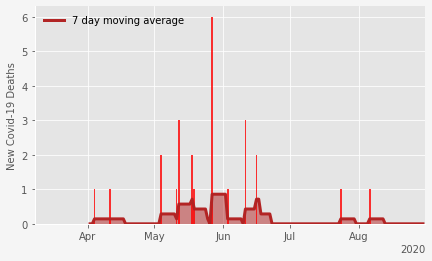 7 day moving average
New Covid-19 Deaths
6
5
4
3
2
1
0
Apr
May
Jun
Jul
Aug
2020